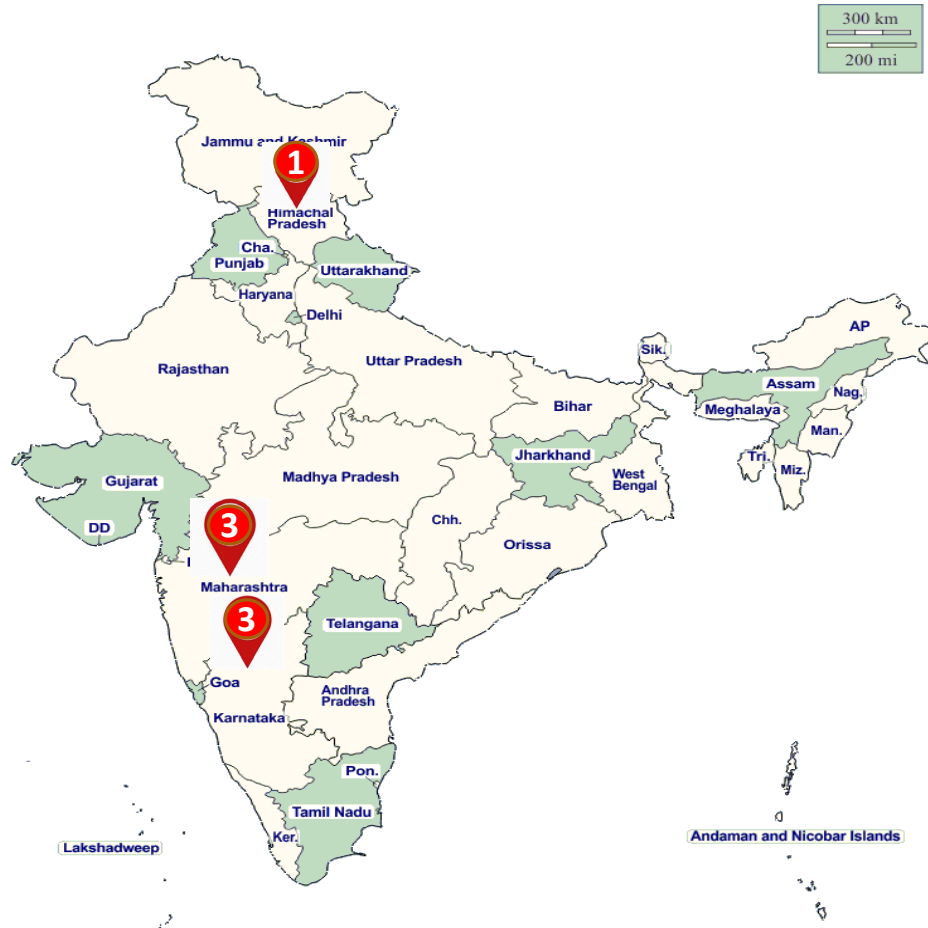 300 km
200 mi
Jammu and Kashmir
1
Himachal
Pradesh
Cha.
Punjab
Uttarakhand
Haryana
Delhi
AP
Sik.
Rajasthan
Uttar Pradesh
Assam
Nag.
Bihar
Meghalaya
Man.
Jharkhand
Tri.
Miz.
Madhya Pradesh
West
Bengal
Gujarat
Chh.
DD
3
Orissa
Maharashtra
3
Telangana
Goa
Andhra
Pradesh
Karnataka
Pon.
Tamil Nadu
Ker.
Lakshadweep
Andaman and Nicobar Islands